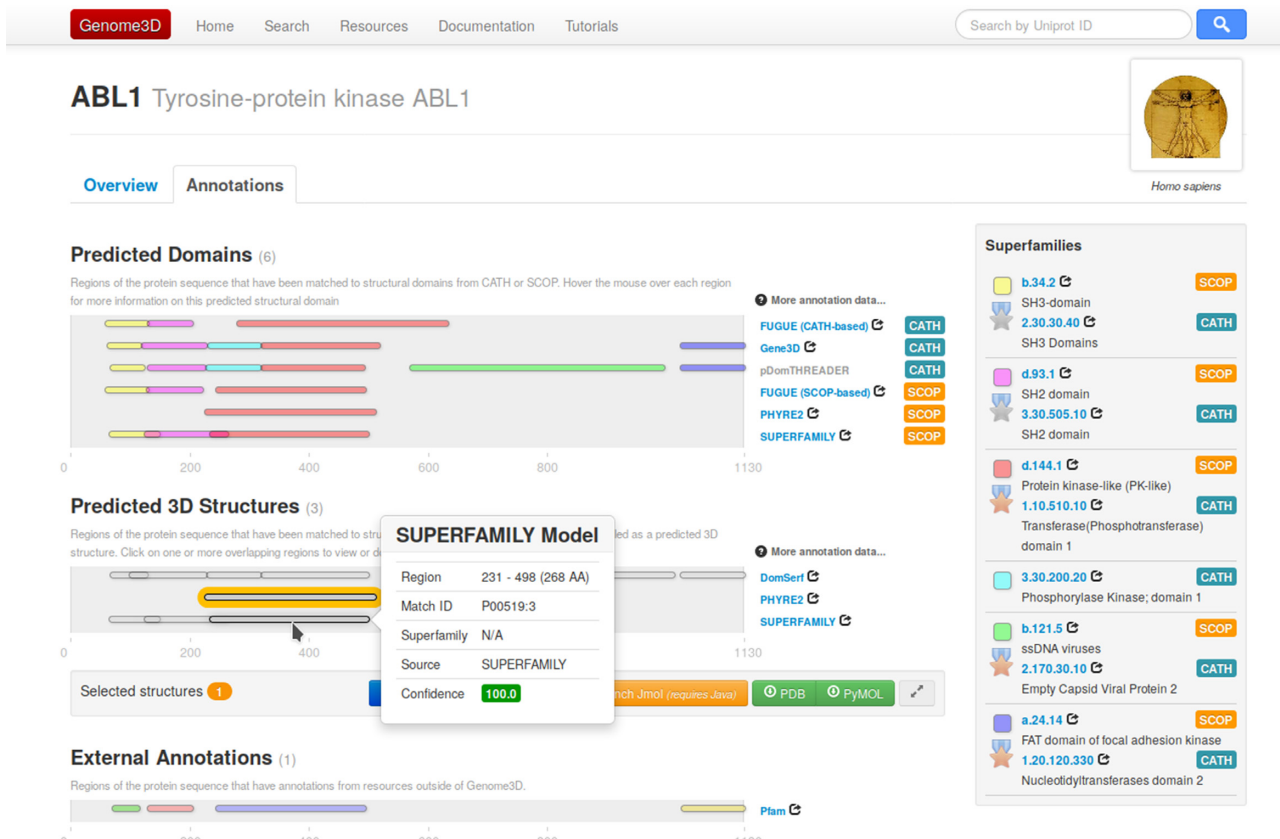 Genome3D Home Search Resources Documentation Tutorials Search by Uniprot ID
ABL1 Tyrosine-protein kinase ABL1
Homo sapiens
Overview Annotations
Predicted Domains (6)
Regions of the protein sequence that have been matched to structural domains from CATH or SCOP. Hover the mouse over each region
for more information on this predicted structural domain
? More annotation data...
FUGUE (CATH-based) CATH
Gene3D CATH
pDomTHREADER CATH
FUGUE (SCOP-based) SCOP
PHYRE2 SCOP
SUPERFAMILY SCOP
0 200 400 600 800 1130
Predicted 3D Structures (3)
Regions of the protein sequence that have been matched to stru
led as a predicted 3D
structure. Click on one or more overlapping regions to view or d
? More annotation data...
DomSerf
PHYRE2
SUPERFAMILY
0 200 400 1130
SUPERFAMILY Model
Region 231 - 498 (268 AA)
Match ID P00519:3
Superfamily N/A
Source SUPERFAMILY
Confidence 100.0
Selected structures 1
nch Jmol (requires Java) PDB PyMOL
External Annotations (1)
Regions of the protein sequence that have annotations from resources outside of Genome3D.
Pfam
Superfamilies
b.34.2 SCOP
SH3-domain
2.30.30.40 CATH
SH3 Domains
d.93.1 SCOP
SH2 domain
3.30.505.10 CATH
SH2 domain
d.144.1 SCOP
Protein kinase-like (PK-like)
1.10.510.10 CATH
Transferase(Phosphotransferase)
domain 1
3.30.200.20 CATH
Phosphorylase Kinase; domain 1
b.121.5 SCOP
ssDNA viruses
2.170.30.10 CATH
Empty Capsid Viral Protein 2
a.24.14 SCOP
FAT domain of focal adhesion kinase
1.20.120.330 CATH
Nucleotidyltransferases domain 2